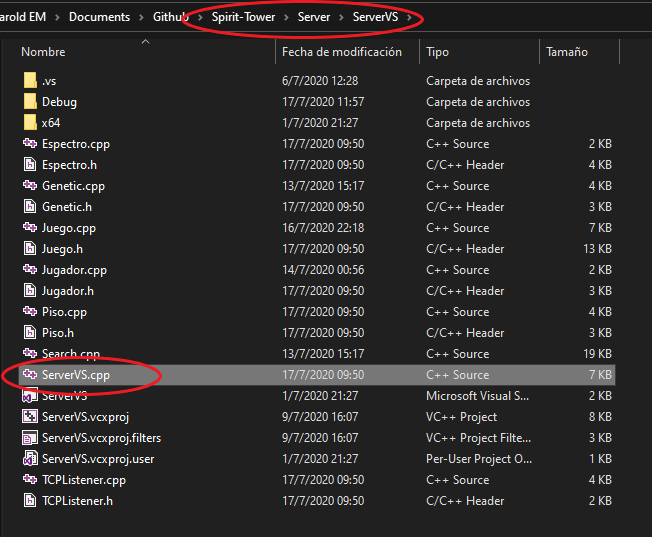 arold EM > Documents > Github > Spirit-Tower > Server > ServerVS >
Nombre Fecha de modificación Tipo Tamaño
.vs 6/7/2020 12:28 Carpeta de archivos
Debug 17/7/2020 11:57 Carpeta de archivos
x64 1/7/2020 21:27 Carpeta de archivos
Espectro.cpp 17/7/2020 09:50 C++ Source 2 KB
Espectro.h 17/7/2020 09:50 C/C++ Header 4 KB
Genetic.cpp 13/7/2020 15:17 C++ Source 4 KB
Genetic.h 17/7/2020 09:50 C/C++ Header 3 KB
Juego.cpp 16/7/2020 22:18 C++ Source 7 KB
Juego.h 17/7/2020 09:50 C/C++ Header 13 KB
Jugador.cpp 14/7/2020 00:56 C++ Source 2 KB
Jugador.h 17/7/2020 09:50 C/C++ Header 3 KB
Piso.cpp 17/7/2020 09:50 C++ Source 4 KB
Piso.h 17/7/2020 09:50 C/C++ Header 3 KB
Search.cpp 13/7/2020 15:17 C++ Source 19 KB
ServerVS.cpp 17/7/2020 09:50 C++ Source 7 KB
ServerVS 1/7/2020 21:27 Microsoft Visual S... 2 KB
ServerVS.vcxproj 9/7/2020 16:07 VC++ Project 8 KB
ServerVS.vcxproj.filters 9/7/2020 16:07 VC++ Project Filte... 3 KB
ServerVS.vcxproj.user 1/7/2020 21:27 Per-User Project O... 1 KB
TCPListener.cpp 17/7/2020 09:50 C++ Source 4 KB
TCPListener.h 17/7/2020 09:50 C/C++ Header 2 KB